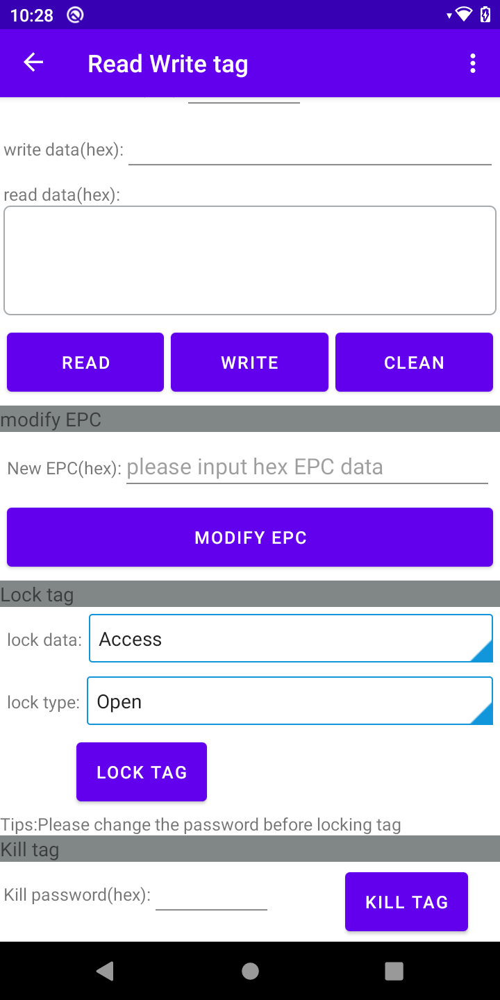 10:28
Read Write tag
write data(hex):
read data(hex):
READ WRITE CLEAN
modify EPC
New EPC(hex): please input hex EPC data
MODIFY EPC
Lock tag
lock data: Access
lock type: Open
LOCK TAG
Tips:Please change the password before locking tag
Kill tag
Kill password(hex): KILL TAG